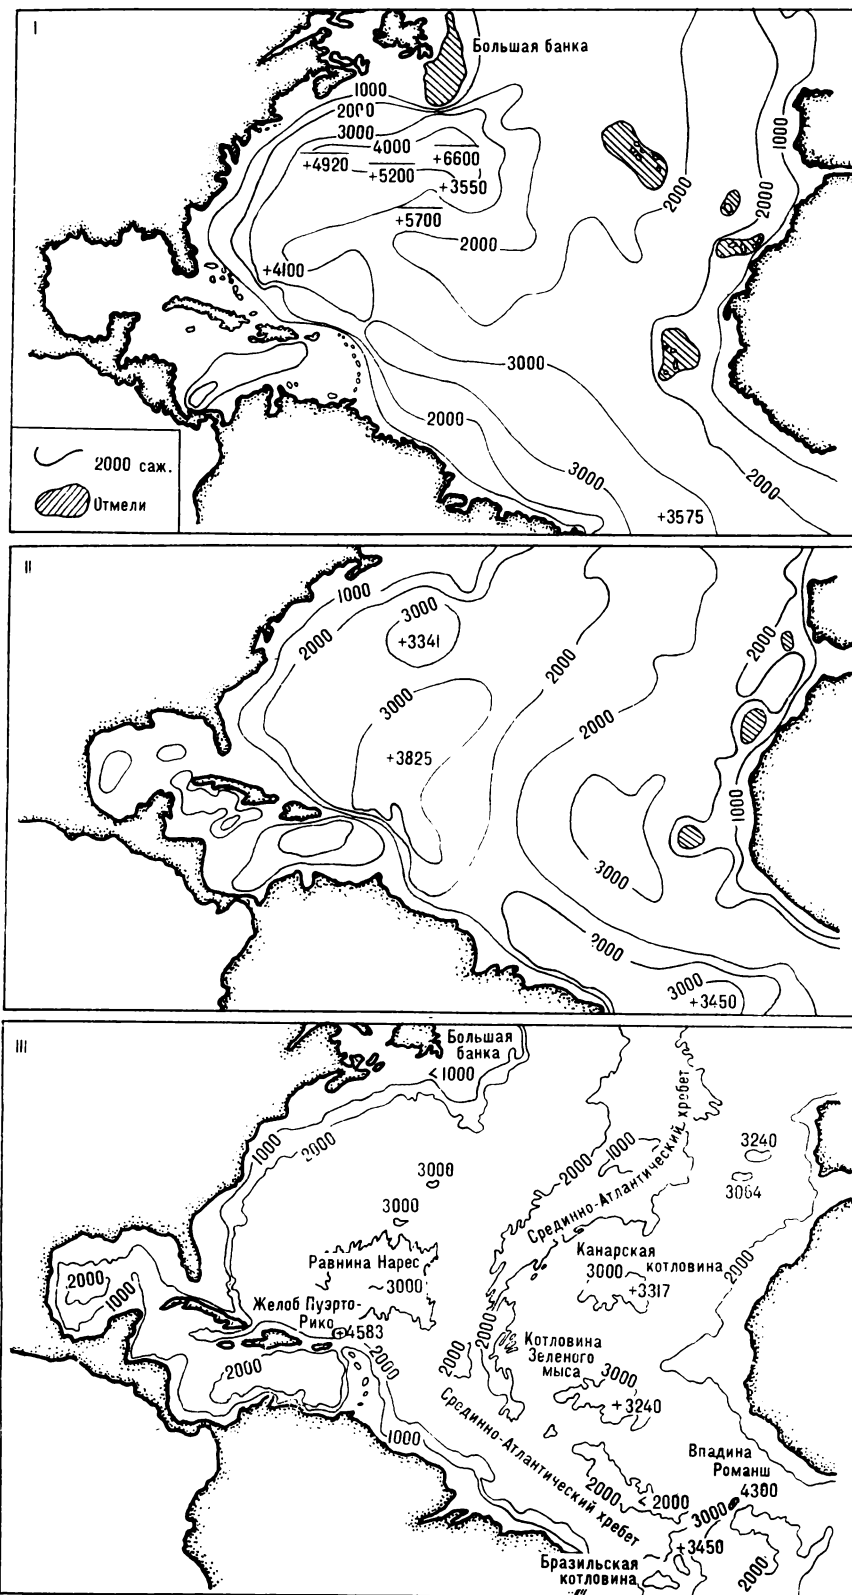 I
Большая банка
1000
2000
3000
4000
+4920
+5200
+6600
+3550
+5700
2000
+4100
2000
2000
1000
3000
2000
3000
+3575
2000
2000 саж.
Отмели
II
1000
2000
3000
+3341
3000
+3825
2000
2000
2000
1000
3000
2000
3000
+3450
III
Большая
банка
<1000
1000
2000
3000
3000
Равнина Нарес
3000
2000
1000
Срединно-Атлантический хребет
3240
3064
Канарская
котловина
3000
+3317
2000
2000
1000
Желоб Пуэрто-
Рико
+4583
2000
2000
2000
2000
Котловина
Зеленого
мыса
3000
+3240
1000
Срединно-Атлантический хребет
Впадина
Романш
4300
2000
<2000
3000
+3450
2000
Бразильская
котловина